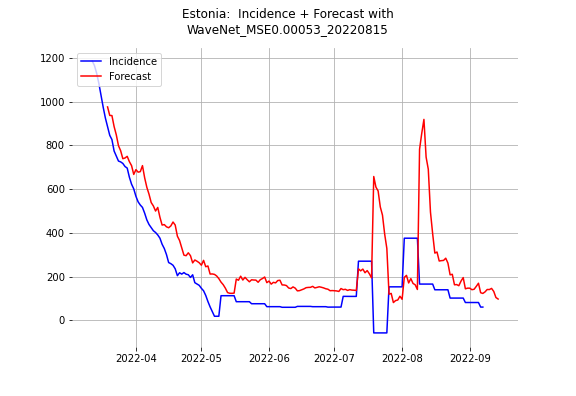 Estonia:  Incidence + Forecast with
WaveNet_MSE0.00053_20220815
Incidence
Forecast
1200
1000
800
600
400
200
0
2022-04 2022-05 2022-06 2022-07 2022-08 2022-09